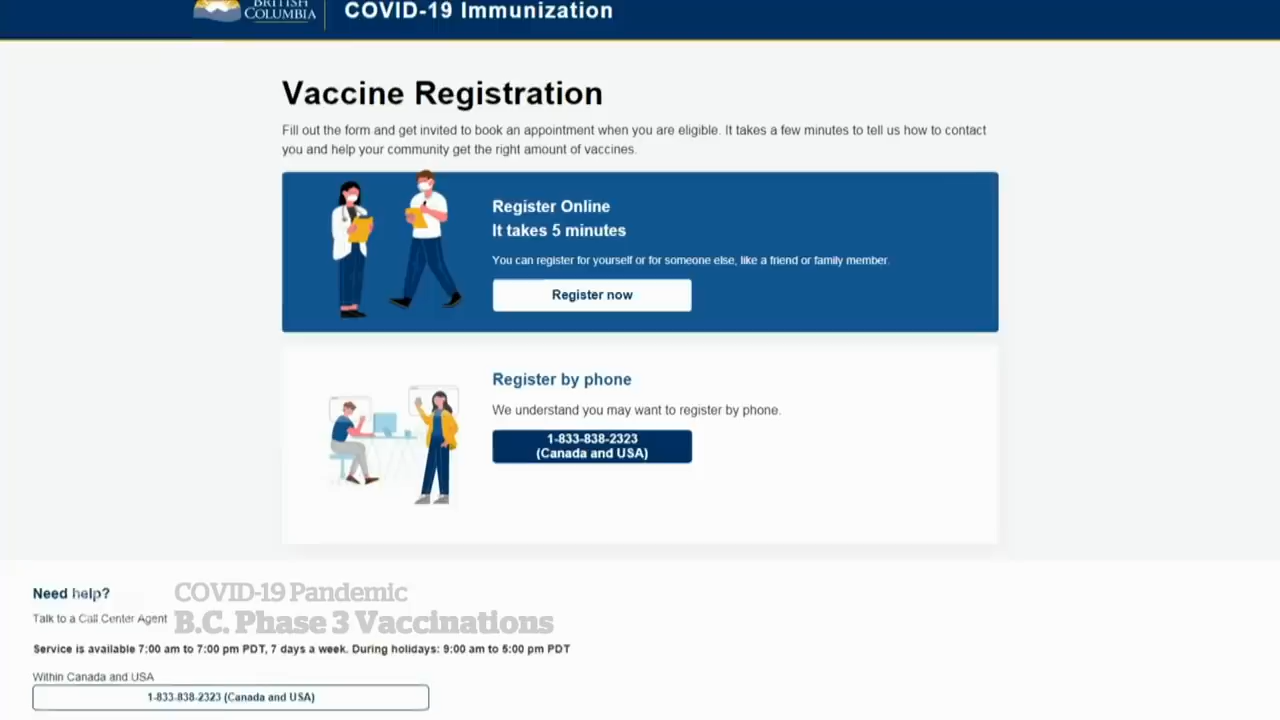 BRITISH
COLUMBIA
COVID-19 Immunization
Vaccine Registration
Fill out the form and get invited to book an appointment when you are eligible. It takes a few minutes to tell us how to contact
you and help your community get the right amount of vaccines.
Register Online
It takes 5 minutes
You can register for yourself or for someone else, like a friend or family member.
Register now
Register by phone
We understand you may want to register by phone.
1-833-838-2323
(Canada and USA)
Need help?
COVID-19 Pandemic
Talk to a Call Center Agent
B.C. Phase 3 Vaccinations
Service is available 7:00 am to 7:00 pm PDT, 7 days a week. During holidays: 9:00 am to 5:00 pm PDT
Within Canada and USA
1-833-838-2323 (Canada and USA)